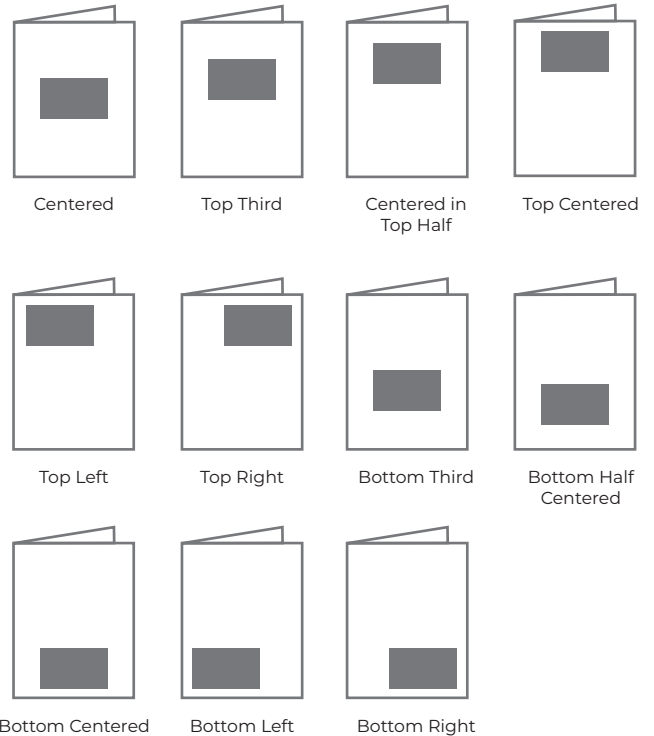 Centered
Top Third
Centered in
Top Half
Top Centered
Top Left
Top Right
Bottom Third
Bottom Half
Centered
Bottom Centered
Bottom Left
Bottom Right